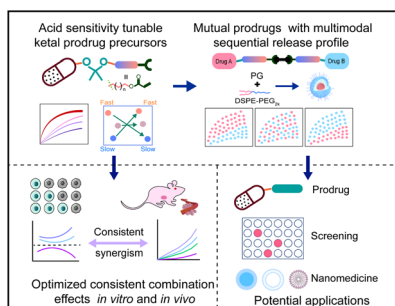 Acid sensitivity tunable
ketal prodrug precursors
Fast
Fast
Slow
Slow
Mutual prodrugs with multimodal
sequential release profile
Drug A
Drug B
PG
+
DSPE-PEG2k
Consistent
synergism
Optimized consistent combination
effects in vitro and in vivo
Prodrug
Screening
Nanomedicine
Potential applications